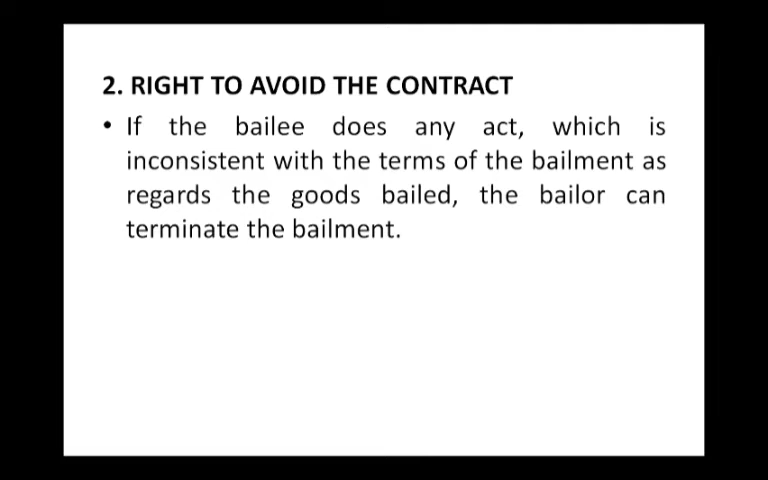 2. RIGHT TO AVOID THE CONTRACT
• If the bailee does any act, which is
inconsistent with the terms of the bailment as
regards the goods bailed, the bailor can
terminate the bailment.